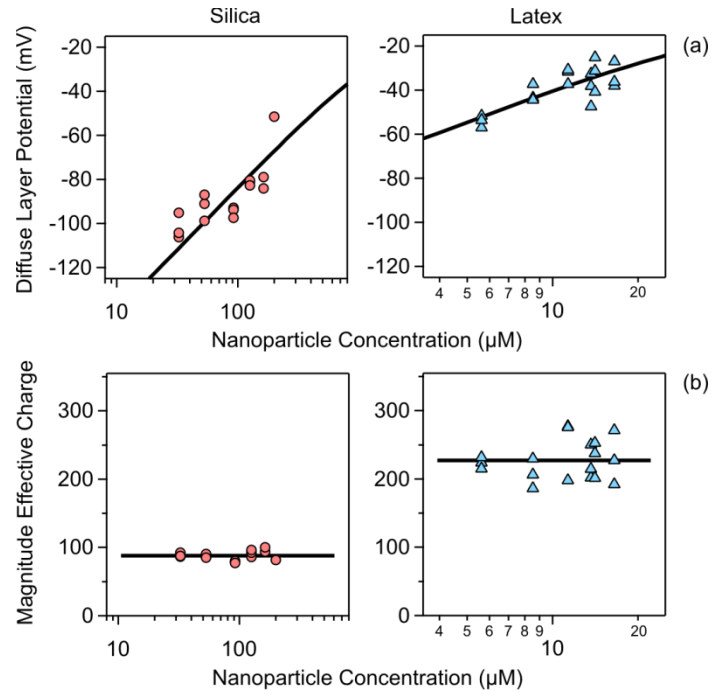 Silica
Latex
(a)
Diffuse Layer Potential (mV)
-20
-40
-60
-80
-100
-120
10
100
-20
-40
-60
-80
-100
-120
4 5 6 7 8 9 10 20
Nanoparticle Concentration (µM)
(b)
Magnitude Effective Charge
300
200
100
0
10
100
300
200
100
0
4 5 6 7 8 9 10 20
Nanoparticle Concentration (µM)